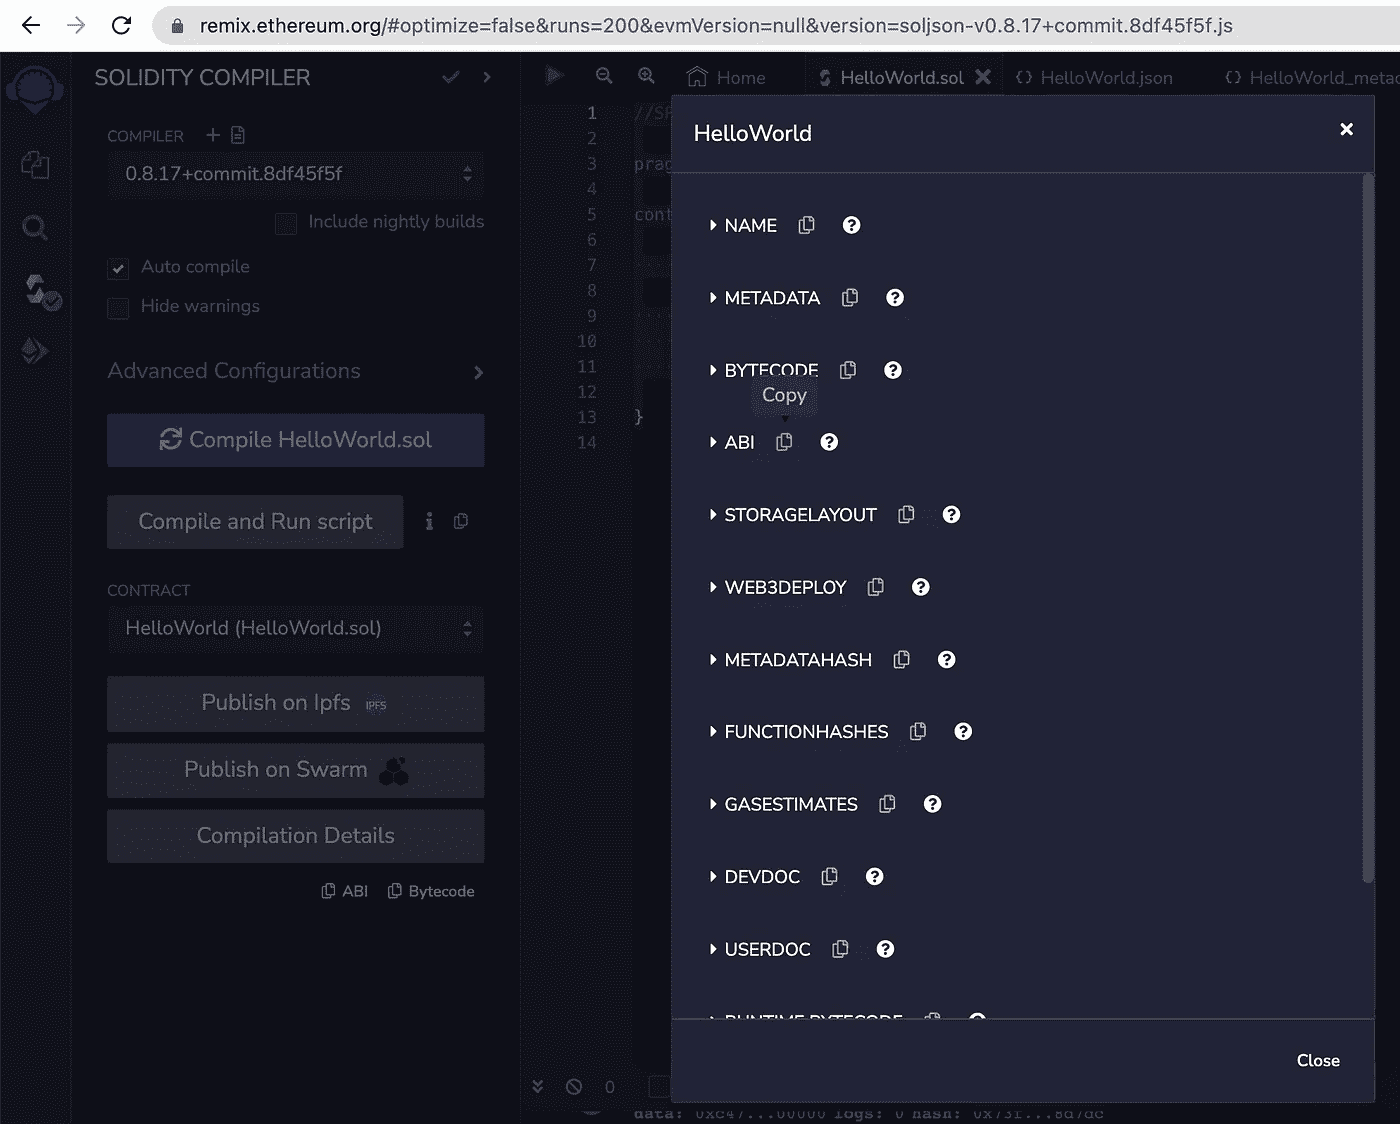 remix.ethereum.org/#optimize=false&runs=200&evmVersion=null&version=soljson-v0.8.17+commit.8df45f5f.js
SOLIDITY COMPILER
COMPILER
0.8.17+commit.8df45f5f
Include nightly builds
Auto compile
Hide warnings
Advanced Configurations
Compile HelloWorld.sol
Compile and Run script
CONTRACT
HelloWorld (HelloWorld.sol)
Publish on Ipfs IPFS
Publish on Swarm
Compilation Details
ABI Bytecode
Home HelloWorld.sol HelloWorld.json HelloWorld_metad
1 //SP
2
3 prag
4
5 cont
6
7
8
9
10
11
12
13 }
14
HelloWorld
NAME
METADATA
BYTECODE
Copy
ABI
STORAGELAYOUT
WEB3DEPLOY
METADATAHASH
FUNCTIONHASHES
GASESTIMATES
DEVDOC
USERDOC
RUNTIME BYTECODE
Close
0
data: 0xc47...00000 logs: 0 hash: 0x73f...8d7dc